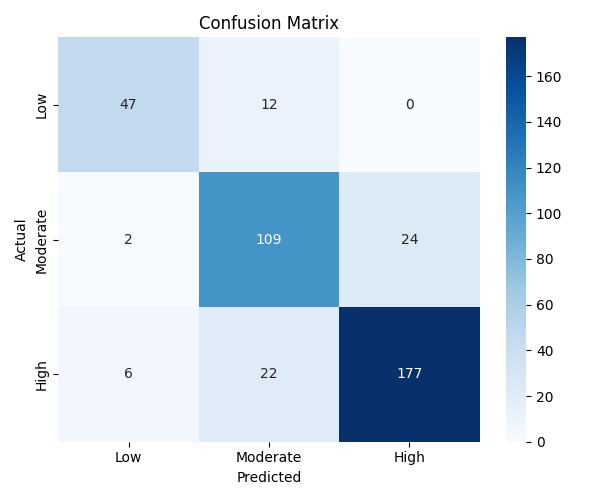 Confusion Matrix
Low
47
12
0
Moderate
2
109
24
High
6
22
177
Actual
Low
Moderate
High
Predicted
160
140
120
100
80
60
40
20
0